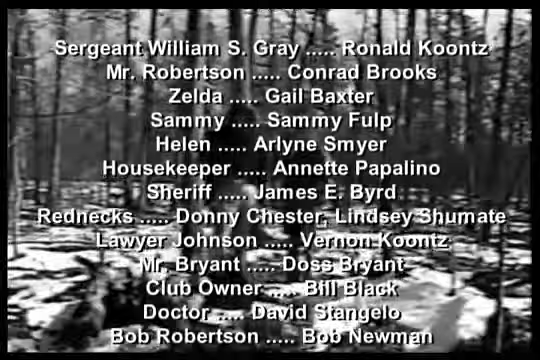 Sergeant William S. Gray ..... Ronald Koontz
Mr. Robertson ..... Conrad Brooks
Zelda ..... Gail Baxter
Sammy ..... Sammy Fulp
Helen ..... Arlyne Smyer
Housekeeper ..... Annette Papalino
Sheriff ..... James E. Byrd
Rednecks ..... Donny Chester, Lindsey Shumate
Lawyer Johnson ..... Vernon Koontz
Mr. Bryant ..... Doss Bryant
Club Owner ..... Bill Black
Doctor ..... David Stangelo
Bob Robertson ..... Bob Newman